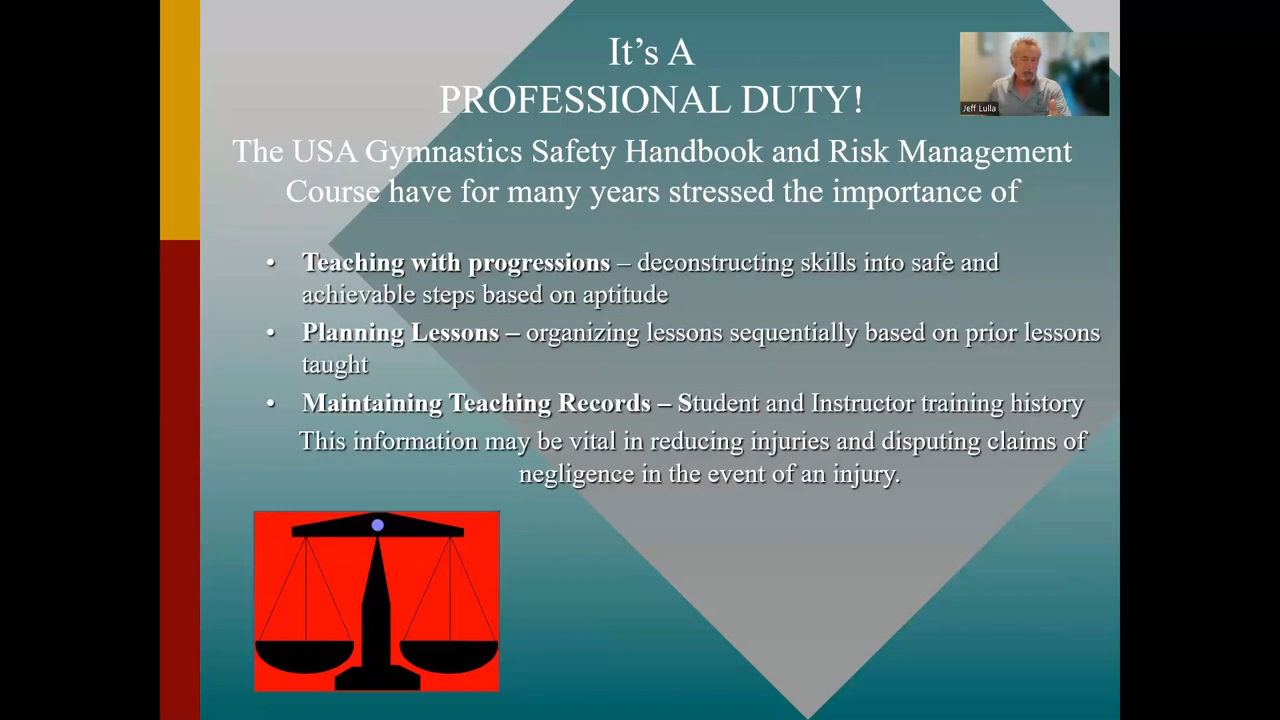 It's A
PROFESSIONAL DUTY!
Jeff Lulla
The USA Gymnastics Safety Handbook and Risk Management
Course have for many years stressed the importance of
• Teaching with progressions – deconstructing skills into safe and
achievable steps based on aptitude
• Planning Lessons – organizing lessons sequentially based on prior lessons
taught
• Maintaining Teaching Records – Student and Instructor training history
This information may be vital in reducing injuries and disputing claims of
negligence in the event of an injury.